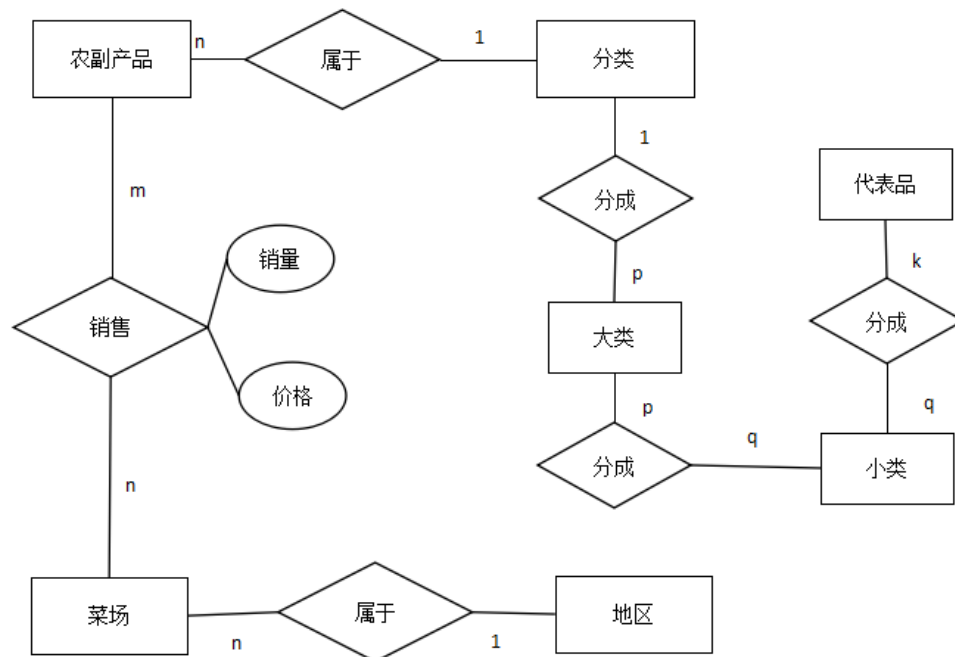 农副产品
n
属于
1
分类
1
分成
代表品
m
k
销量
p
销售
大类
分成
价格
p
q
q
分成
小类
n
菜场
n
属于
1
地区